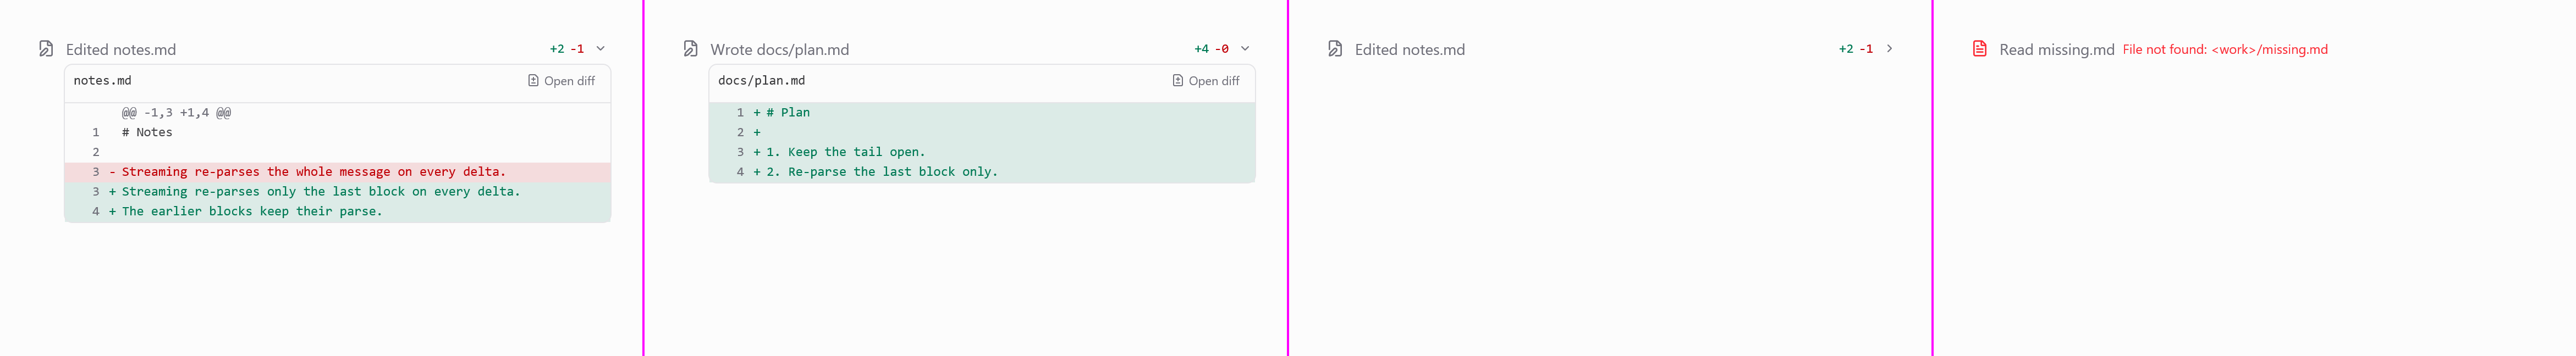 Edited notes.md +2 -1
notes.md Open diff
@@ -1,3 +1,4 @@
1 # Notes
2
3 - Streaming re-parses the whole message on every delta.
3 + Streaming re-parses only the last block on every delta.
4 + The earlier blocks keep their parse.
Wrote docs/plan.md +4 -0
docs/plan.md Open diff
1 + # Plan
2 +
3 + 1. Keep the tail open.
4 + 2. Re-parse the last block only.
Edited notes.md +2 -1
Read missing.md File not found: <work>/missing.md